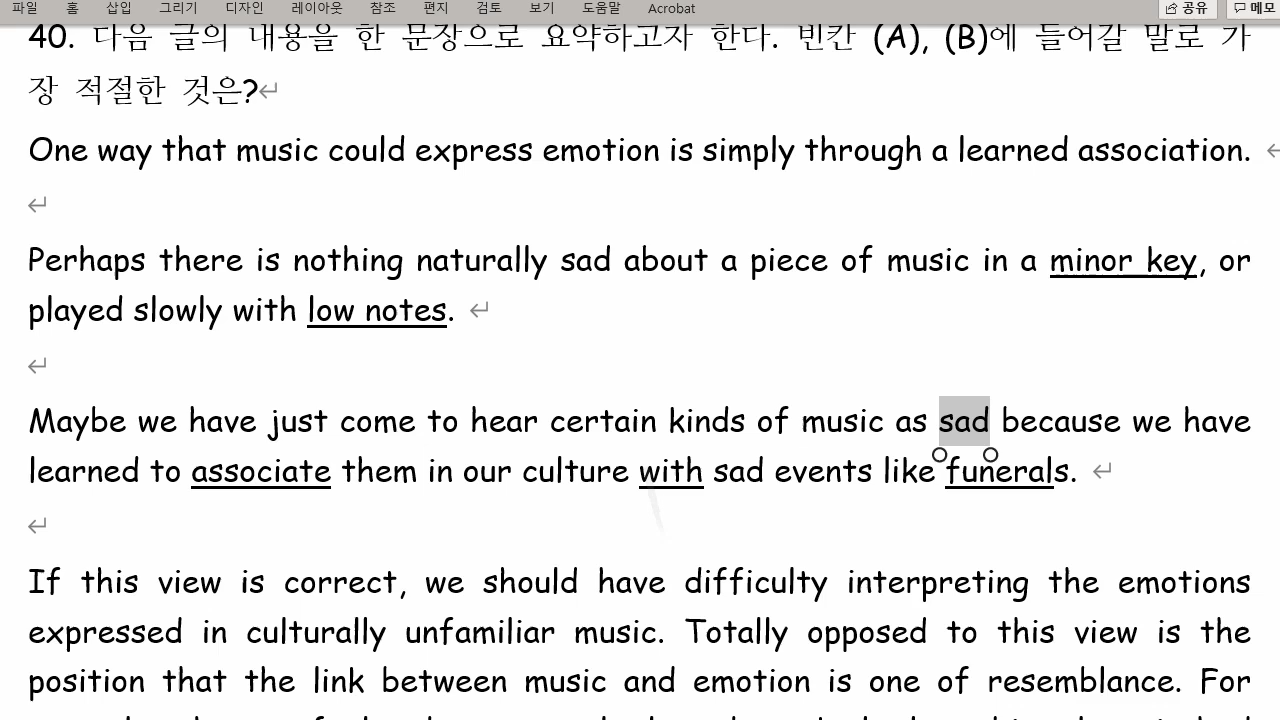 파일 홈 삽입 그리기 디자인 레이아웃 참조 편지 검토 보기 도움말 Acrobat 공유 메모
40. 다음 글의 내용을 한 문장으로 요약하고자 한다. 빈칸 (A), (B)에 들어갈 말로 가
장 적절한 것은?
One way that music could express emotion is simply through a learned association.
Perhaps there is nothing naturally sad about a piece of music in a minor key, or
played slowly with low notes.
Maybe we have just come to hear certain kinds of music as sad because we have
learned to associate them in our culture with sad events like funerals.
If this view is correct, we should have difficulty interpreting the emotions
expressed in culturally unfamiliar music. Totally opposed to this view is the
position that the link between music and emotion is one of resemblance. For